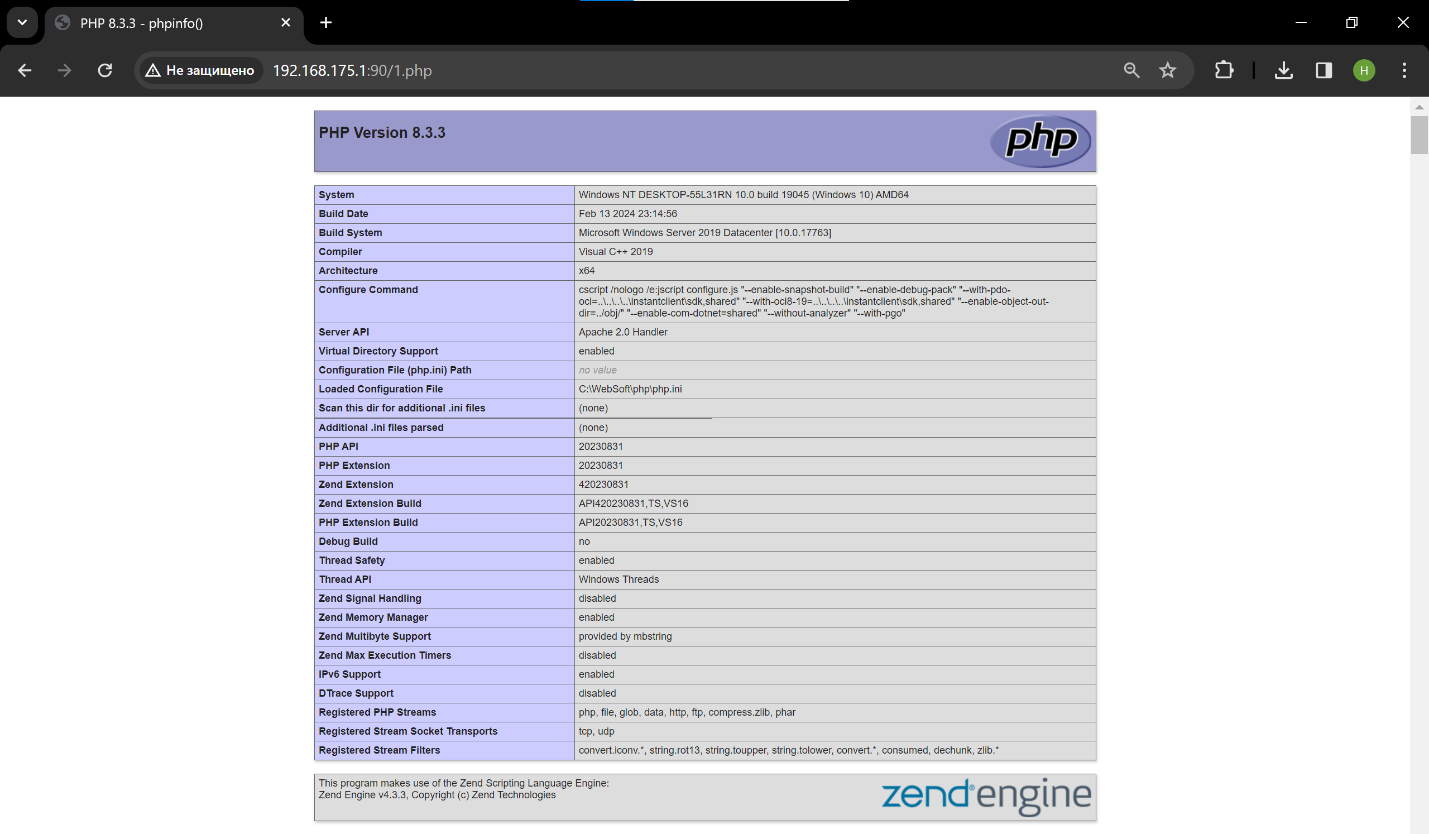 PHP 8.3.3 - phpinfo()
Не защищено 192.168.175.1:90/1.php
H
PHP Version 8.3.3
php
System Windows NT DESKTOP-55L31RN 10.0 build 19045 (Windows 10) AMD64
Build Date Feb 13 2024 23:14:56
Build System Microsoft Windows Server 2019 Datacenter [10.0.17763]
Compiler Visual C++ 2019
Architecture x64
Configure Command cscript /nologo /e:jscript configure.js "--enable-snapshot-build" "--enable-debug-pack" "--with-pdo-
oci=..\..\..\..\instantclient\sdk,shared" "--with-oci8-19=..\..\..\..\instantclient\sdk,shared" "--enable-object-out-
dir=../obj/" "--enable-com-dotnet=shared" "--without-analyzer" "--with-pgo"
Server API Apache 2.0 Handler
Virtual Directory Support enabled
Configuration File (php.ini) Path no value
Loaded Configuration File C:\WebSoft\php\php.ini
Scan this dir for additional .ini files (none)
Additional .ini files parsed (none)
PHP API 20230831
PHP Extension 20230831
Zend Extension 420230831
Zend Extension Build API420230831,TS,VS16
PHP Extension Build API20230831,TS,VS16
Debug Build no
Thread Safety enabled
Thread API Windows Threads
Zend Signal Handling disabled
Zend Memory Manager enabled
Zend Multibyte Support provided by mbstring
Zend Max Execution Timers disabled
IPv6 Support enabled
DTrace Support disabled
Registered PHP Streams php, file, glob, data, http, ftp, compress.zlib, phar
Registered Stream Socket Transports tcp, udp
Registered Stream Filters convert.iconv.*, string.rot13, string.toupper, string.tolower, convert.*, consumed, dechunk, zlib.*
This program makes use of the Zend Scripting Language Engine:
Zend Engine v4.3.3, Copyright (c) Zend Technologies
zend® engine